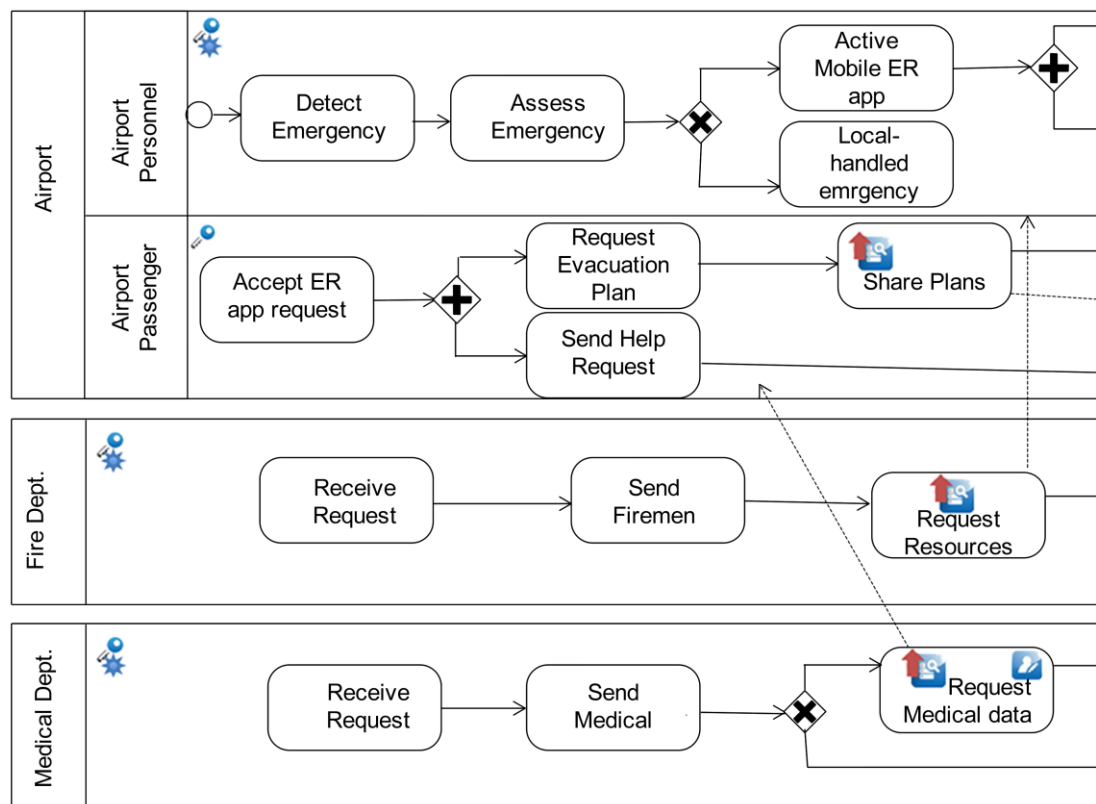 Airport
Airport
Personnel
Detect
Emergency
Assess
Emergency
Active
Mobile ER
app
Local-
handled
emrgency
Airport
Passenger
Accept ER
app request
Request
Evacuation
Plan
Send Help
Request
Share Plans
Fire Dept.
Receive
Request
Send
Firemen
Request
Resources
Medical Dept.
Receive
Request
Send
Medical
Request
Medical data